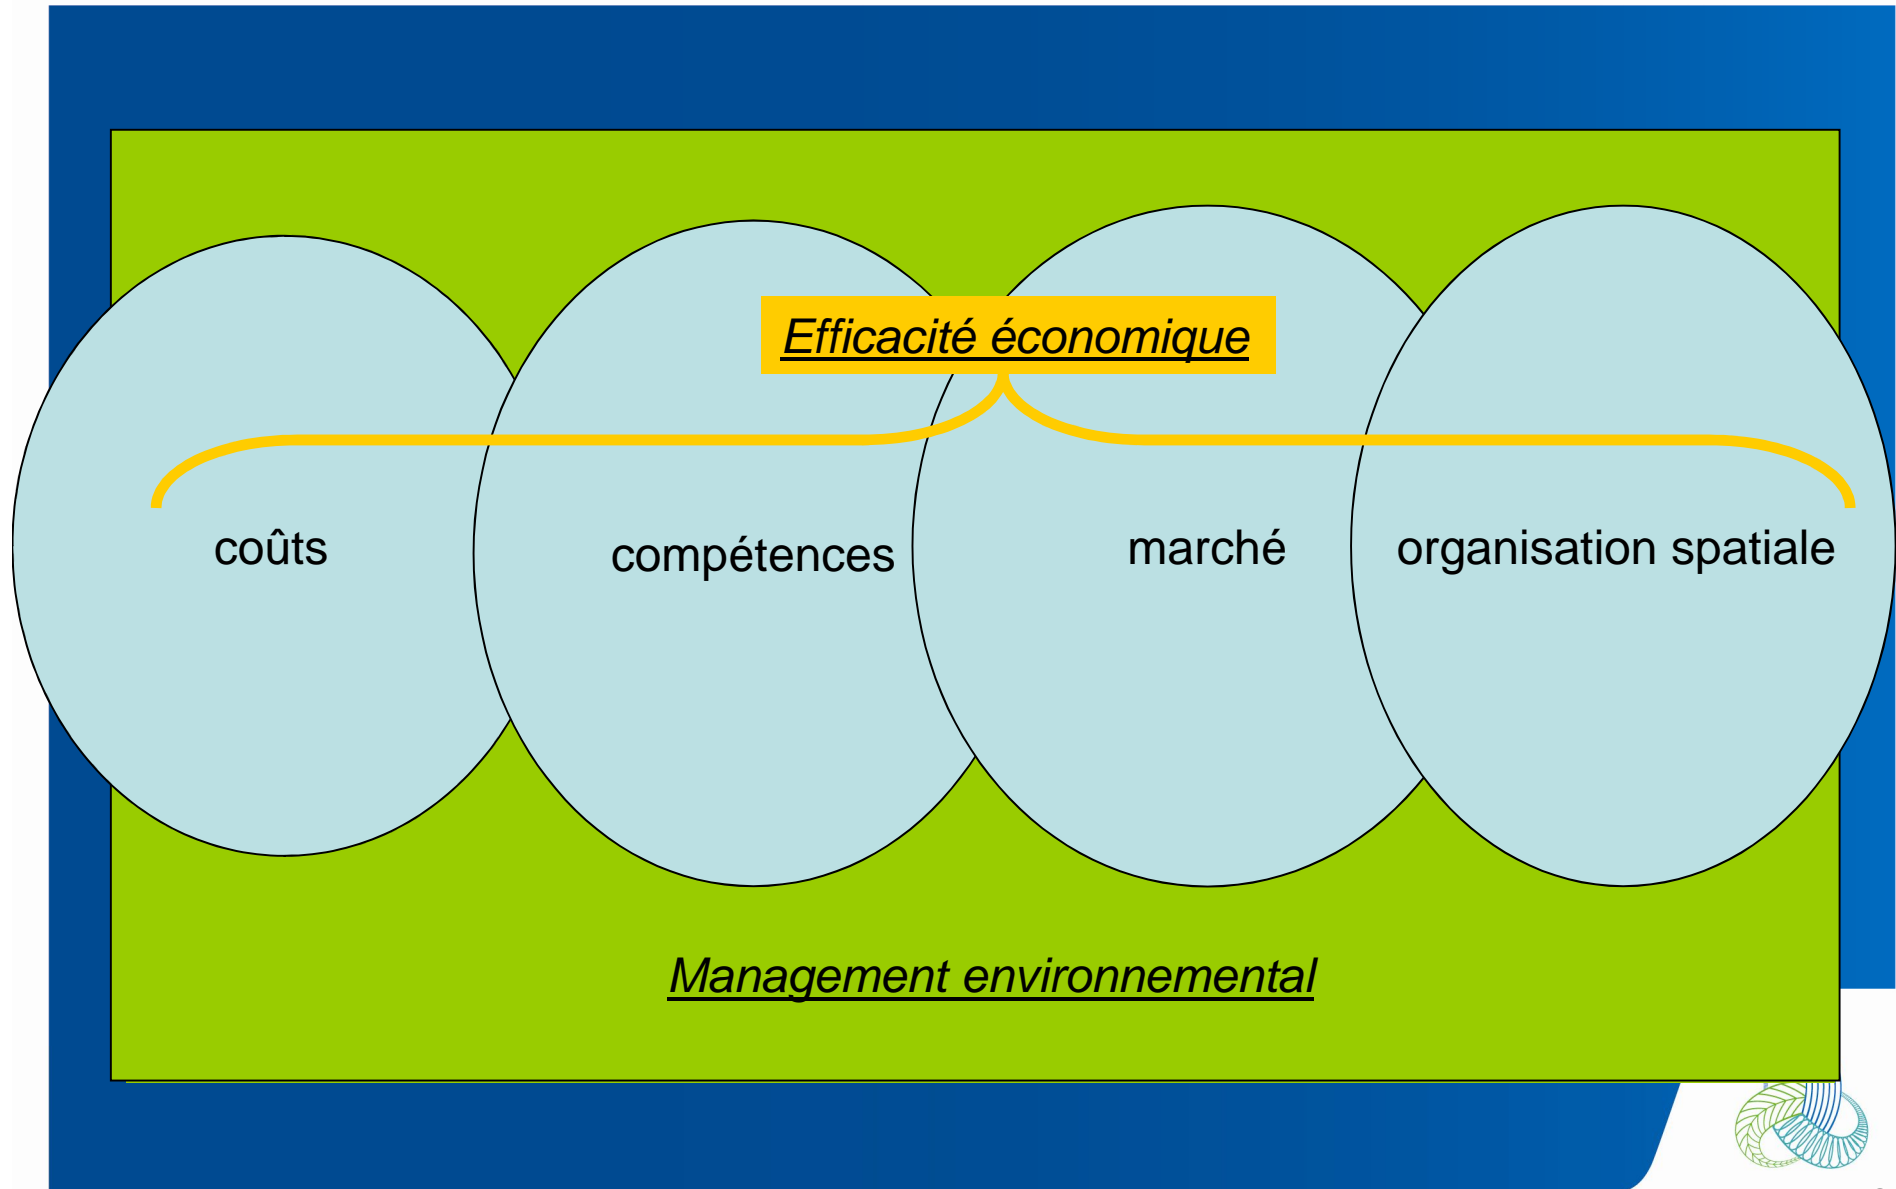 Efficacité économique
coûts
compétences
marché
organisation spatiale
Management environnemental